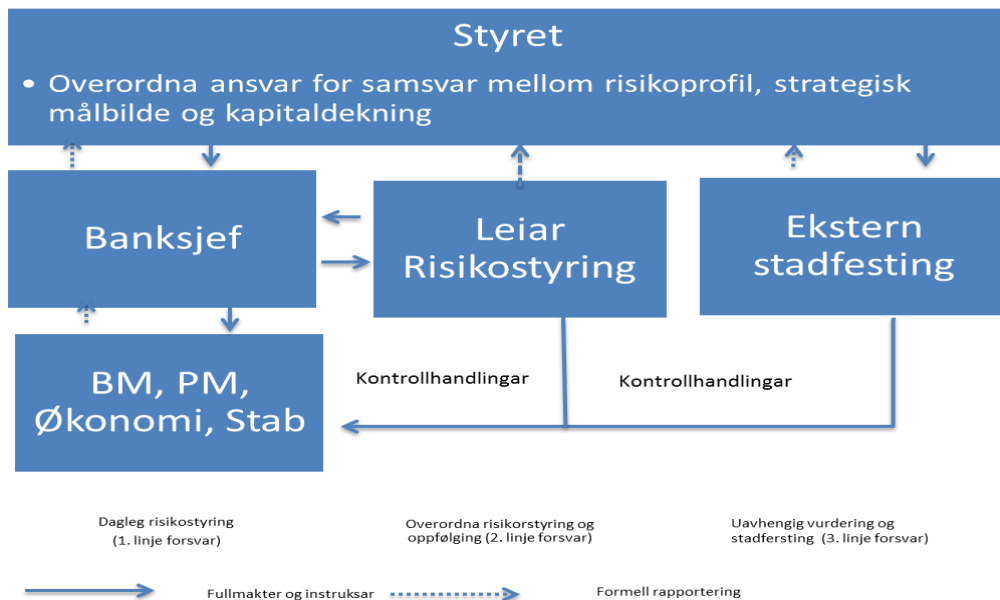 Styret
• Overordna ansvar for samsvar mellom risikoprofil, strategisk
målbilde og kapitaldekning
Banksjef
Leiar
Risikostyring
Ekstern
stadfesting
BM, PM,
Økonomi, Stab
Kontrollhandlingar
Kontrollhandlingar
Dagleg risikostyring
(1. linje forsvar)
Overordna risikorstyring og
oppfølging (2. linje forsvar)
Uavhengig vurdering og
stadfersting (3. linje forsvar)
Fullmakter og instruksar
Formell rapportering